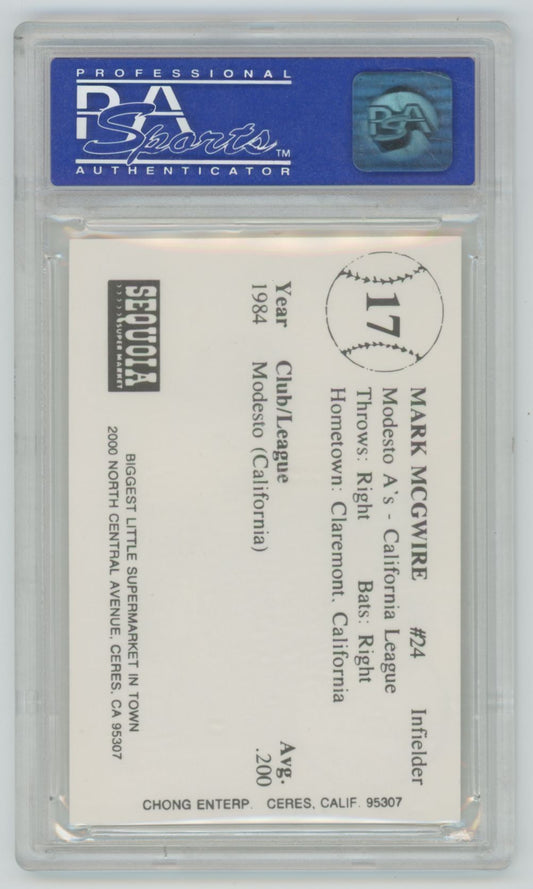 PROFESSIONAL
PSA
Sports™
AUTHENTICATOR
PSA
17
MARK MCGWIRE #24 Infielder
Modesto A's - California League
Throws: Right Bats: Right
Hometown: Claremont, California
Year Club/League Avg.
1984 Modesto (California) .200
SEQUOIA
SUPER MARKET
BIGGEST LITTLE SUPERMARKET IN TOWN
2000 NORTH CENTRAL AVENUE, CERES, CA 95307
CHONG ENTERP. CERES, CALIF. 95307